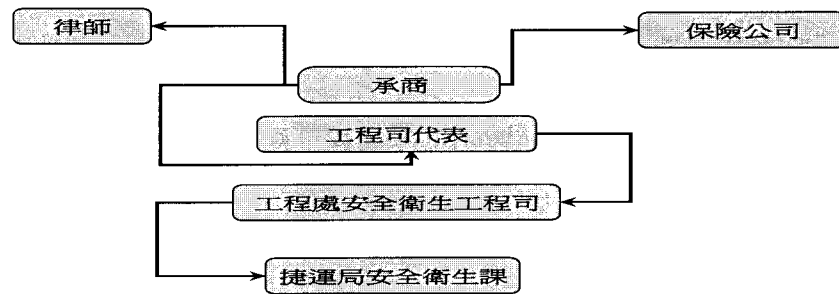 律師
保險公司
承商
工程司代表
工程處安全衛生工程司
捷運局安全衛生課